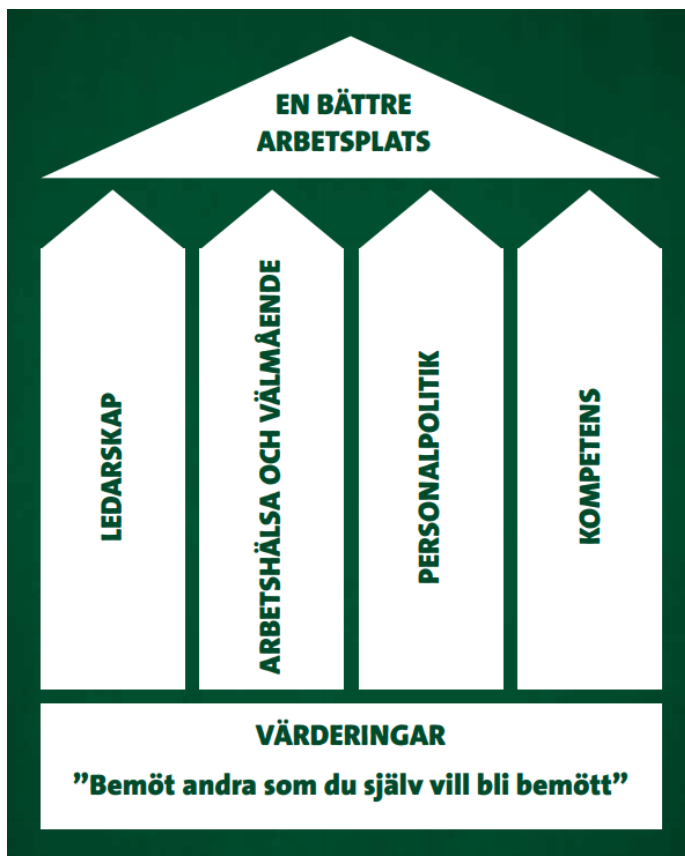 EN BÄTTRE
ARBETSPLATS
LEDARSKAP
ARBETSHÄLSA OCH VÄLMÅENDE
PERSONALPOLITIK
KOMPETENS
VÄRDERINGAR
”Bemöt andra som du själv vill bli bemött”